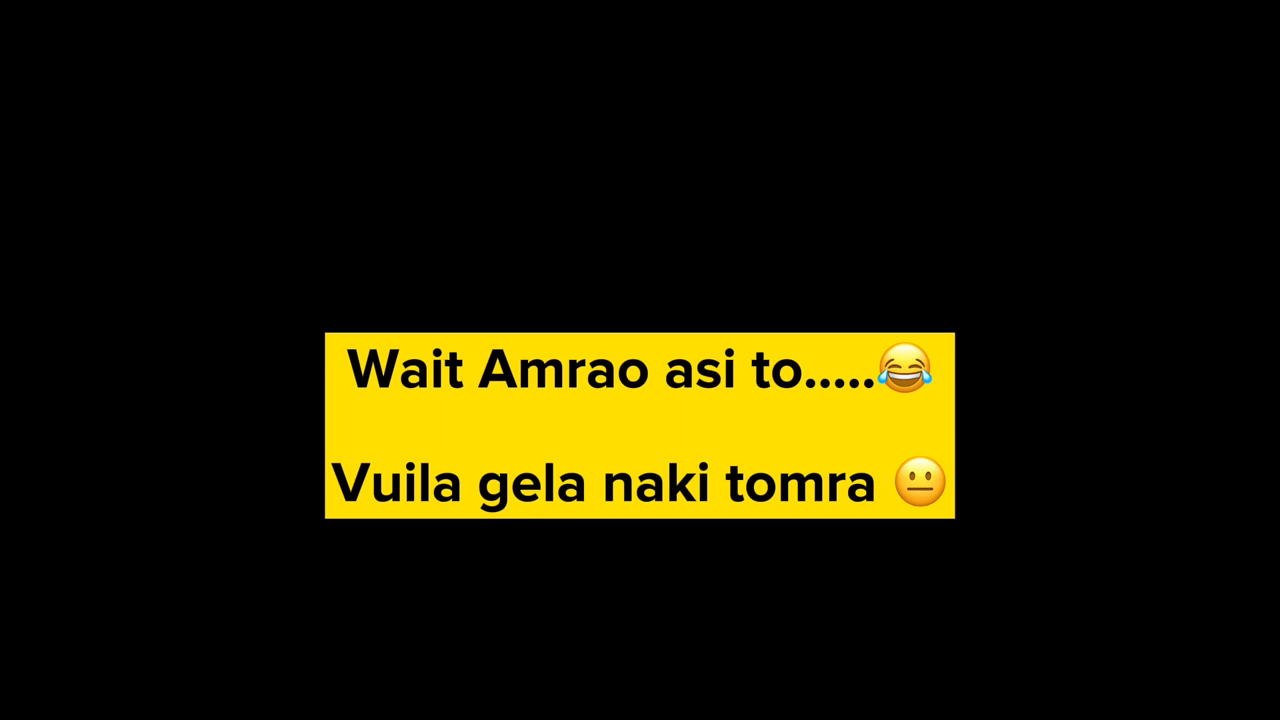 Wait Amrao asi to.....😂
Vuila gela naki tomra 😐